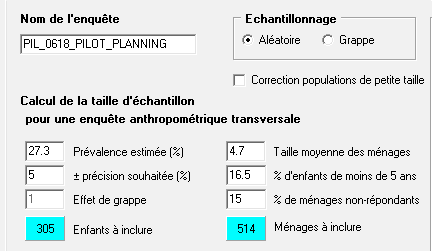 Nom de l'enquête
PIL_0618_PILOT_PLANNING
Echantillonnage
Aléatoire Grappe
Correction populations de petite taille
Calcul de la taille d'échantillon
pour une enquête anthropométrique transversale
27.3 Prévalence estimée (%) 4.7 Taille moyenne des ménages
5 ± précision souhaitée (%) 16.5 % d'enfants de moins de 5 ans
1 Effet de grappe 15 % de ménages non-répondants
305 Enfants à inclure 514 Ménages à inclure